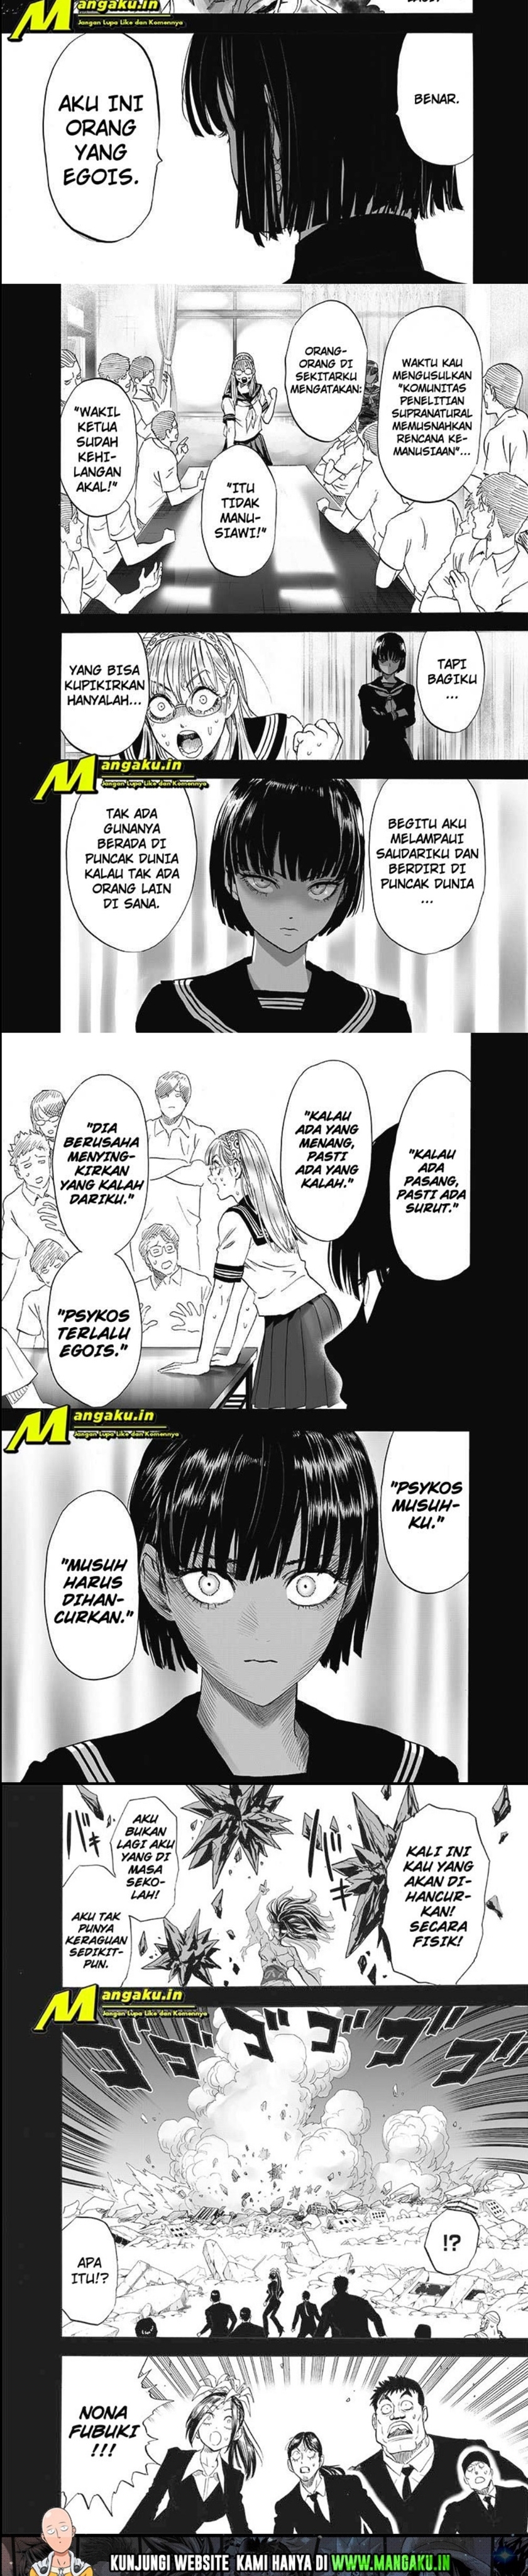 Mangaku.in
Jangan Lupa Like dan Komennya
BENAR.
AKU INI
ORANG
YANG
EGOIS.
WAKTU KAU
MENGUSULKAN
"KOMUNITAS
PENELITIAN
SUPRANATURAL
MEMUSNAHKAN
RENCANA KE-
MANUSIAAN"...
ORANG-
ORANG DI
SEKITARKU
MENGATAKAN:
"ITU
TIDAK
MANU-
SIAWI!"
"WAKIL
KETUA
SUDAH
KEHI-
LANGAN
AKAL!"
TAPI
BAGIKU
...
YANG BISA
KUPIKIRKAN
HANYALAH...
Mangaku.in
Jangan Lupa Like dan Komennya
BEGITU AKU
MELAMPAUI
SAUDARIKU DAN
BERDIRI DI
PUNCAK DUNIA
...
TAK ADA
GUNANYA
BERADA DI
PUNCAK DUNIA
KALAU TAK ADA
ORANG LAIN
DI SANA.
"KALAU
ADA
PASANG,
PASTI ADA
SURUT."
"KALAU
ADA YANG
MENANG,
PASTI
ADA YANG
KALAH."
"DIA
BERUSAHA
MENYING-
KIRKAN
YANG KALAH
DARIKU."
"PSYKOS
TERLALU
EGOIS."
Mangaku.in
Jangan Lupa Like dan Komennya
"PSYKOS
MUSUH-
KU."
"MUSUH
HARUS
DIHAN-
CURKAN."
KALI INI
KAU YANG
AKAN DI-
HANCUR-
KAN!
SECARA
FISIK!
AKU
BUKAN
LAGI AKU
YANG DI
MASA
SEKO-
LAH!
AKU TAK
PUNYA
KERAGUAN
SEDIKIT-
PUN.
バキ
Mangaku.in
Jangan Lupa Like dan Komennya
ゴゴゴゴゴゴ
!?
APA
ITU!?
NONA
FUBUKI
!!!
KUNJUNGI WEBSITE KAMI HANYA DI WWW.MANGAKU.IN